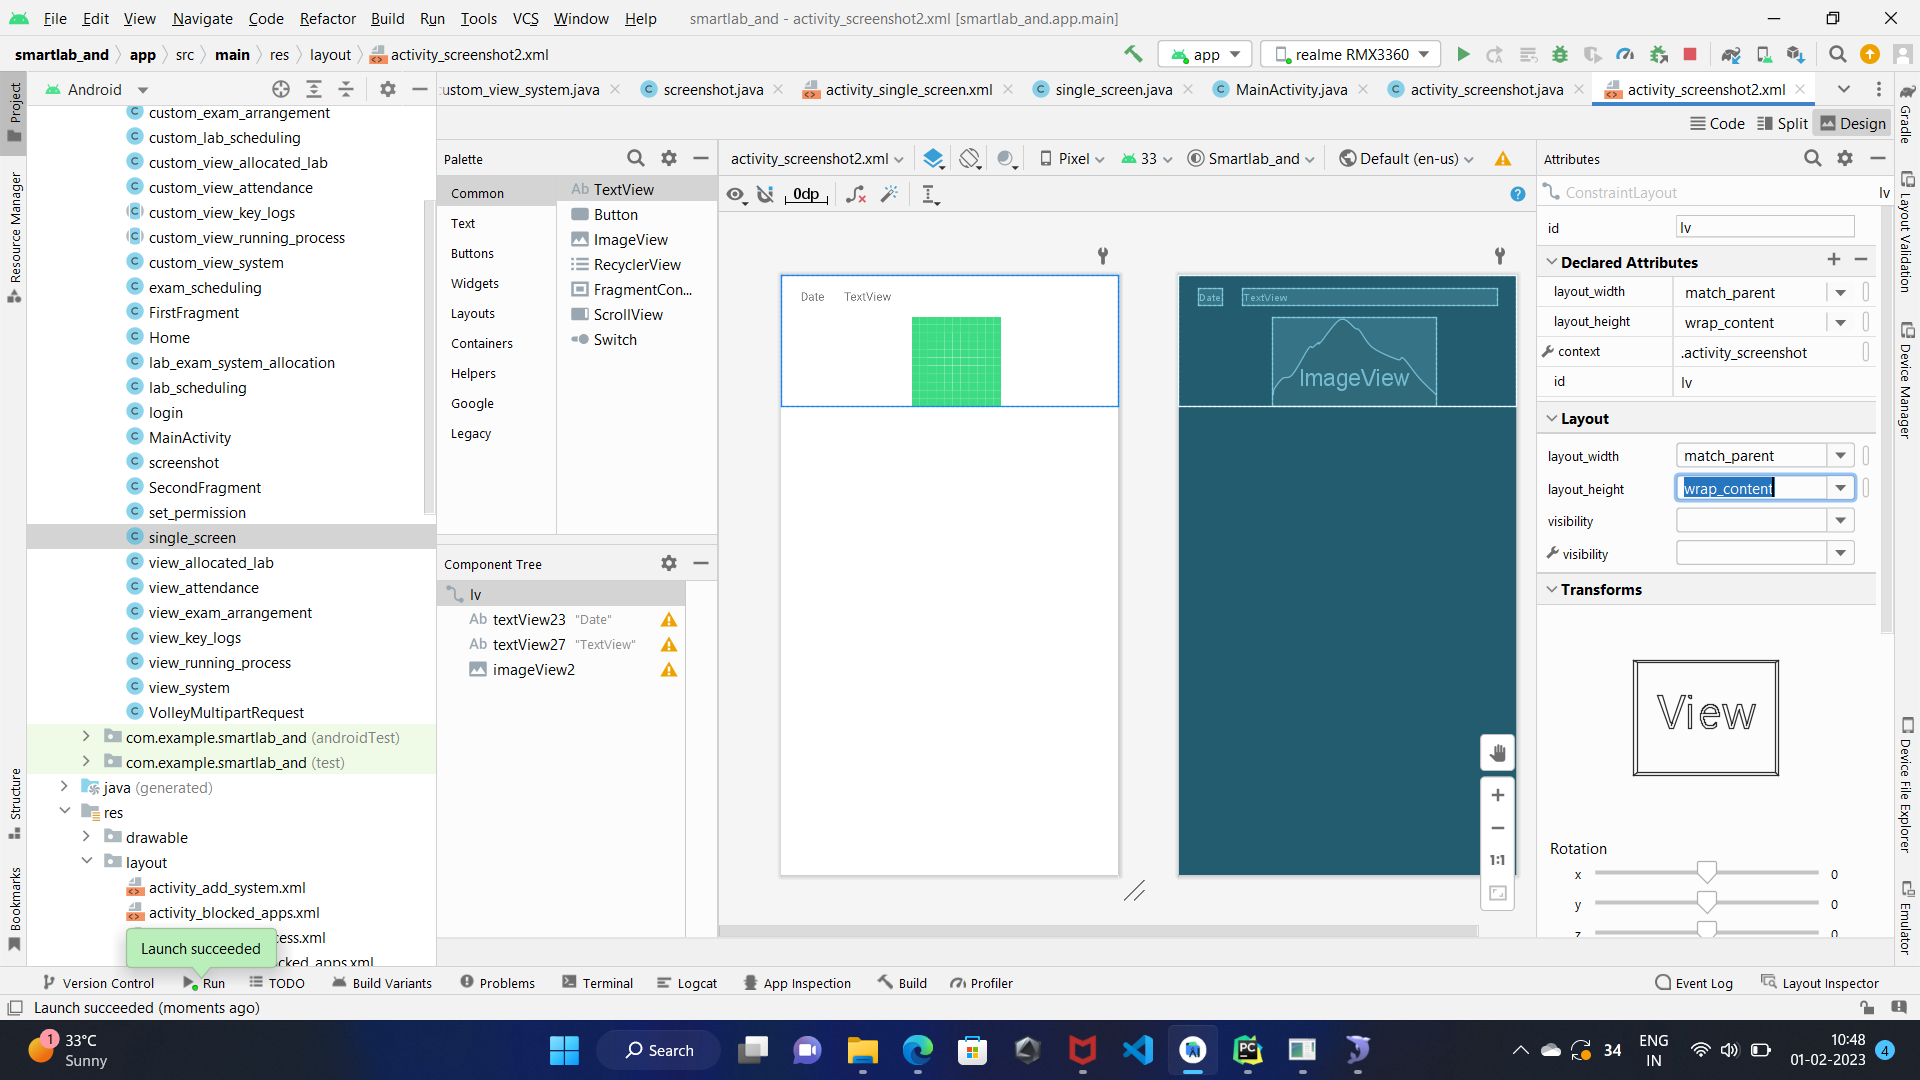 File Edit View Navigate Code Refactor Build Run Tools VCS Window Help smartlab_and - activity_screenshot2.xml [smartlab_and.app.main]
smartlab_and app src main res layout activity_screenshot2.xml app realme RMX3360
Project
Resource Manager
Structure
Bookmarks
Android
custom_exam_arrangement
custom_lab_scheduling
custom_view_allocated_lab
custom_view_attendance
custom_view_key_logs
custom_view_running_process
custom_view_system
exam_scheduling
FirstFragment
Home
lab_exam_system_allocation
lab_scheduling
login
MainActivity
screenshot
SecondFragment
set_permission
single_screen
view_allocated_lab
view_attendance
view_exam_arrangement
view_key_logs
view_running_process
view_system
VolleyMultipartRequest
com.example.smartlab_and (androidTest)
com.example.smartlab_and (test)
java (generated)
res
drawable
layout
activity_add_system.xml
activity_blocked_apps.xml
cess.xml
cked_apps.xml
Launch succeeded
ustom_view_system.java screenshot.java activity_single_screen.xml single_screen.java MainActivity.java activity_screenshot.java activity_screenshot2.xml
Code Split Design
Palette
Common
Text
Buttons
Widgets
Layouts
Containers
Helpers
Google
Legacy
Ab TextView
Button
ImageView
RecyclerView
FragmentCon...
ScrollView
Switch
Component Tree
lv
Ab textView23 "Date"
Ab textView27 "TextView"
imageView2
activity_screenshot2.xml Pixel 33 Smartlab_and Default (en-us)
0dp
Date TextView
Date TextView
ImageView
1:1
Attributes
ConstraintLayout lv
id lv
Declared Attributes
layout_width match_parent
layout_height wrap_content
context .activity_screenshot
id lv
Layout
layout_width match_parent
layout_height wrap_content
visibility
visibility
Transforms
View
Rotation
x 0
y 0
z 0
Gradle
Layout Validation
Device Manager
Device File Explorer
Emulator
Version Control Run TODO Build Variants Problems Terminal Logcat App Inspection Build Profiler Event Log Layout Inspector
Launch succeeded (moments ago)
1 33°C
Sunny
Search
PC
34
ENG
IN
10:48
01-02-2023
4